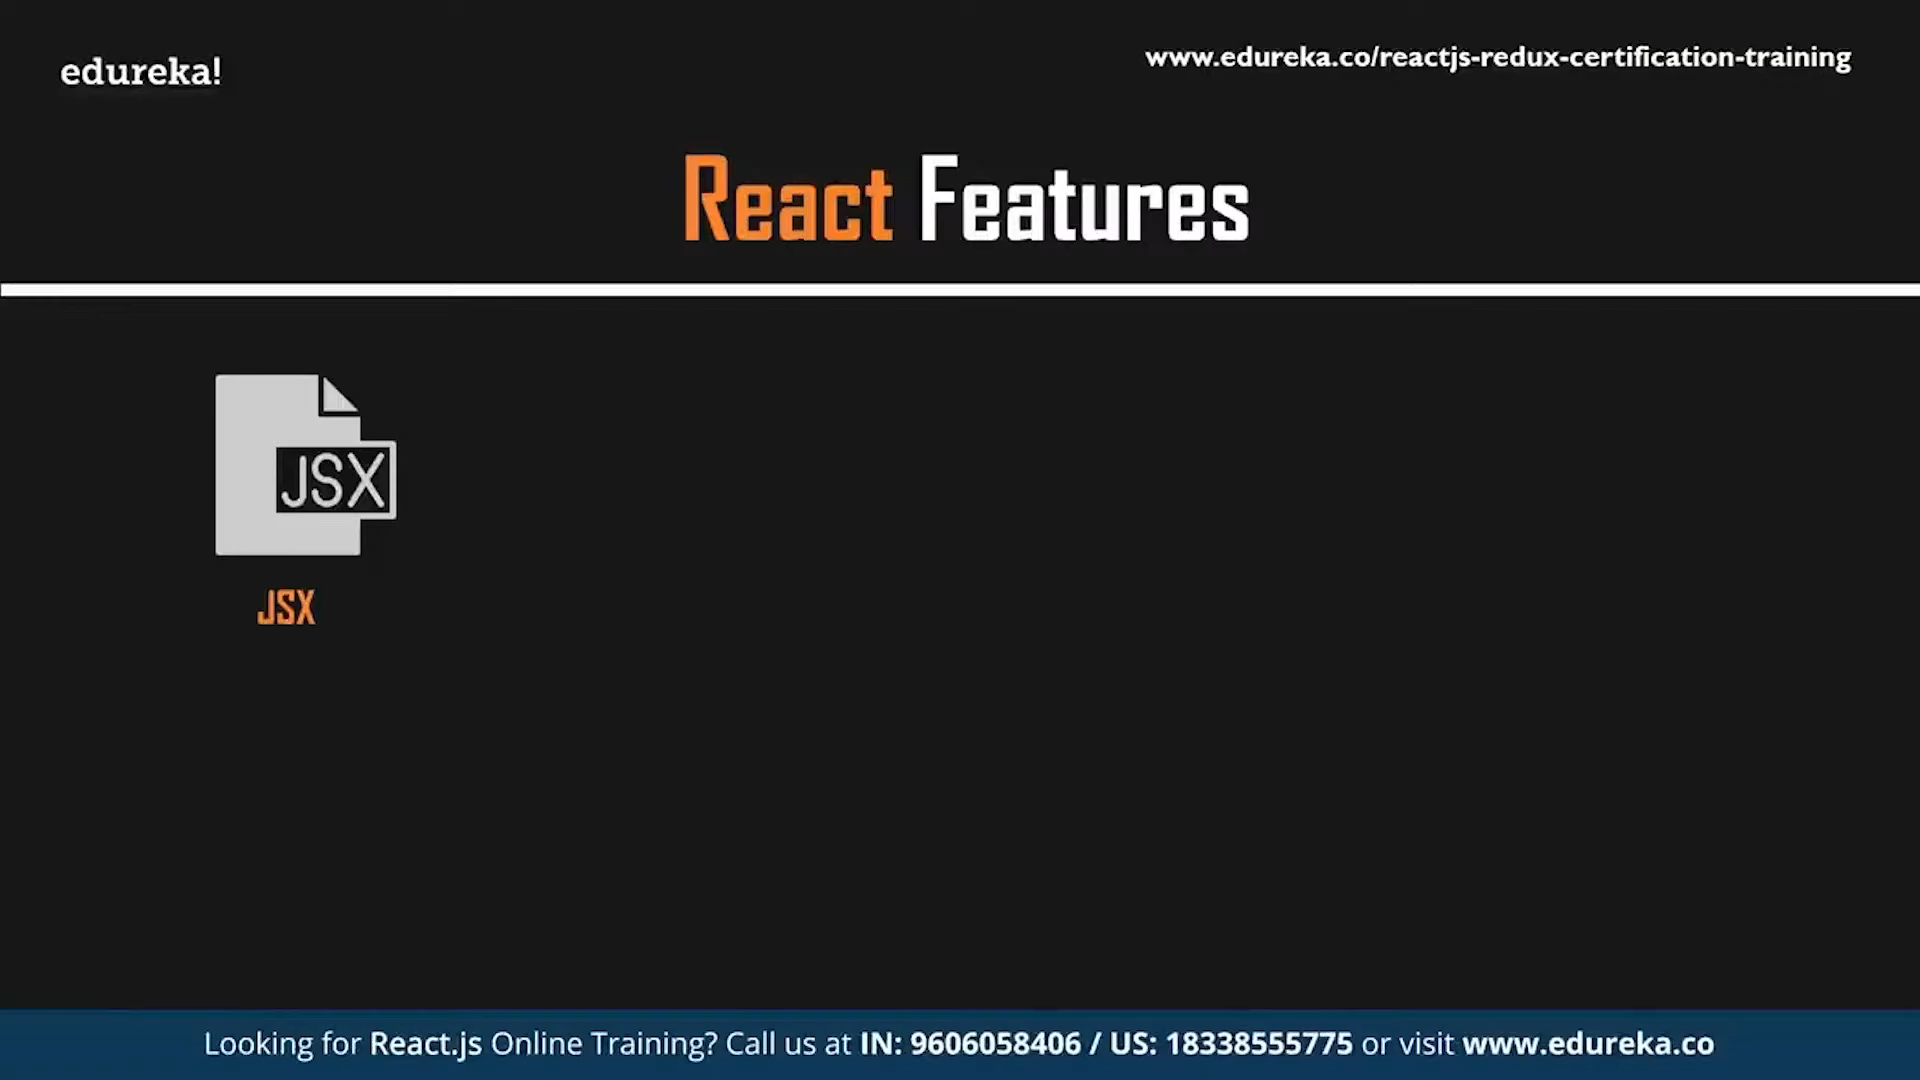 edureka!
www.edureka.co/reactjs-redux-certification-training
React Features
JSX
JSX
Looking for React.js Online Training? Call us at IN: 9606058406 / US: 18338555775 or visit www.edureka.co